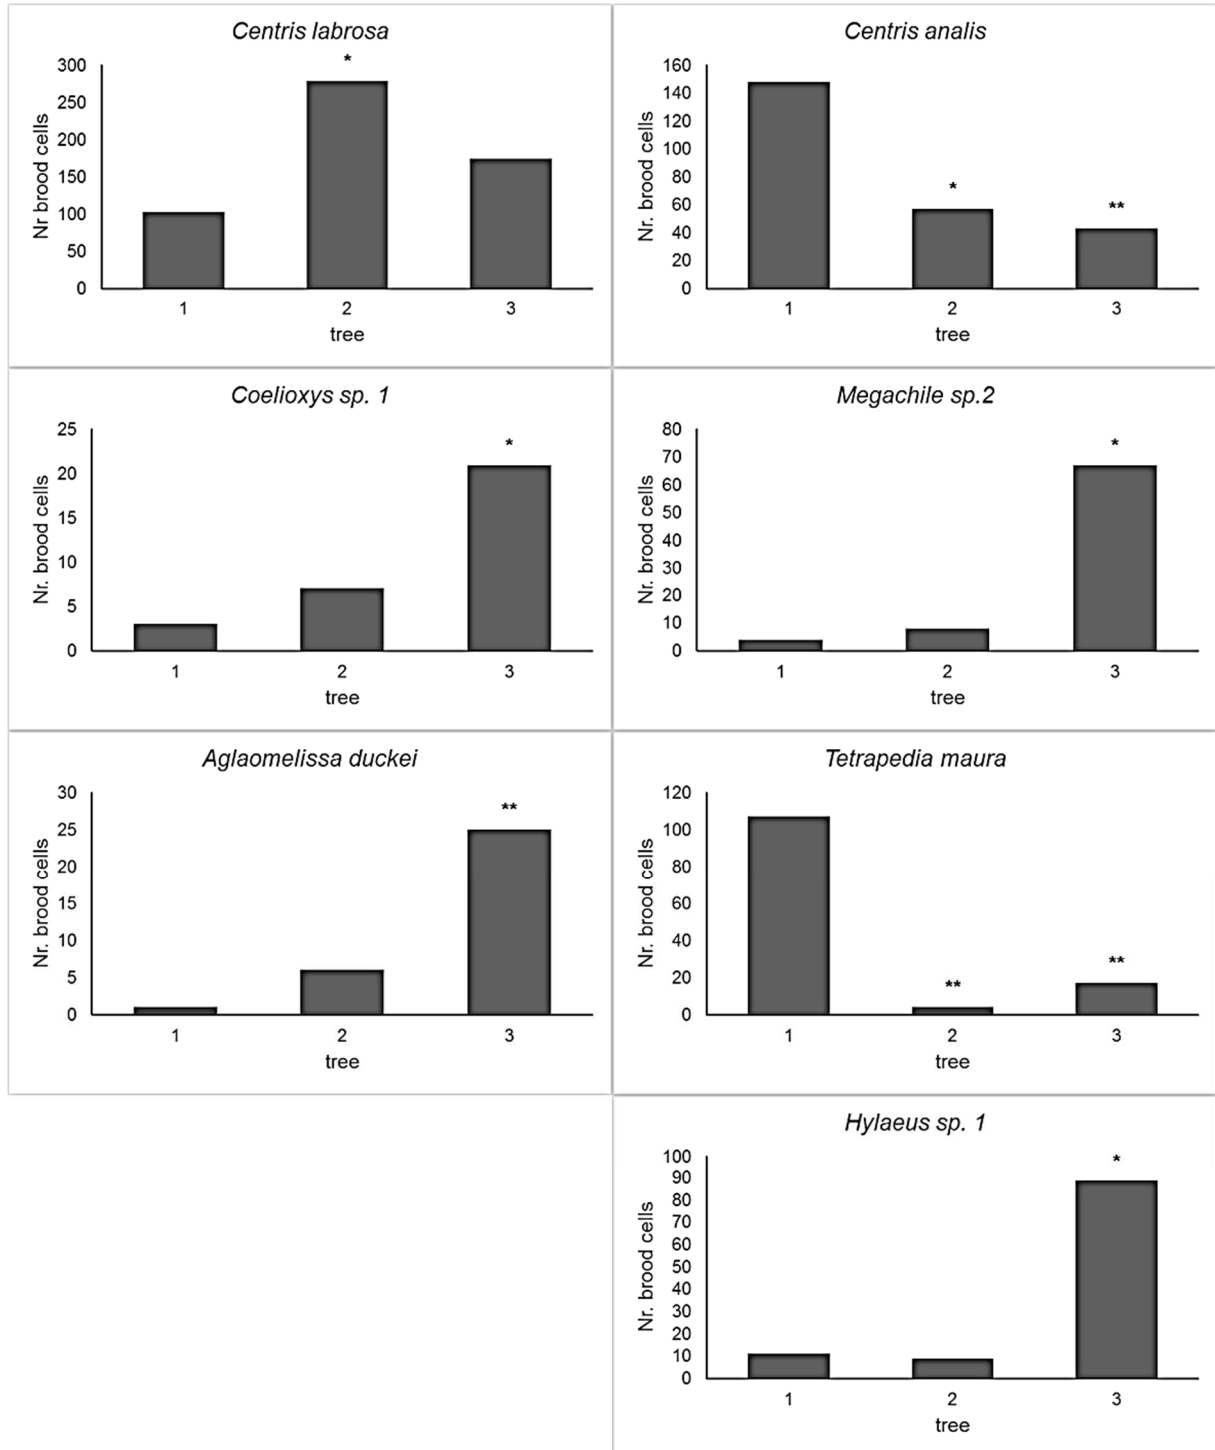 Centris labrosa
300
250
200
150
100
50
0
Nr brood cells
*
1 2 3
tree
Centris analis
160
140
120
100
80
60
40
20
0
Nr. brood cells
*
**
1 2 3
tree
Coelioxys sp. 1
25
20
15
10
5
0
Nr. brood cells
*
1 2 3
tree
Megachile sp.2
80
70
60
50
40
30
20
10
0
Nr. brood cells
*
1 2 3
tree
Aglaomelissa duckei
30
25
20
15
10
5
0
Nr. brood cells
**
1 2 3
tree
Tetrapedia maura
120
100
80
60
40
20
0
Nr. brood cells
**
**
1 2 3
tree
Hylaeus sp. 1
100
90
80
70
60
50
40
30
20
10
0
Nr. brood cells
*
1 2 3
tree